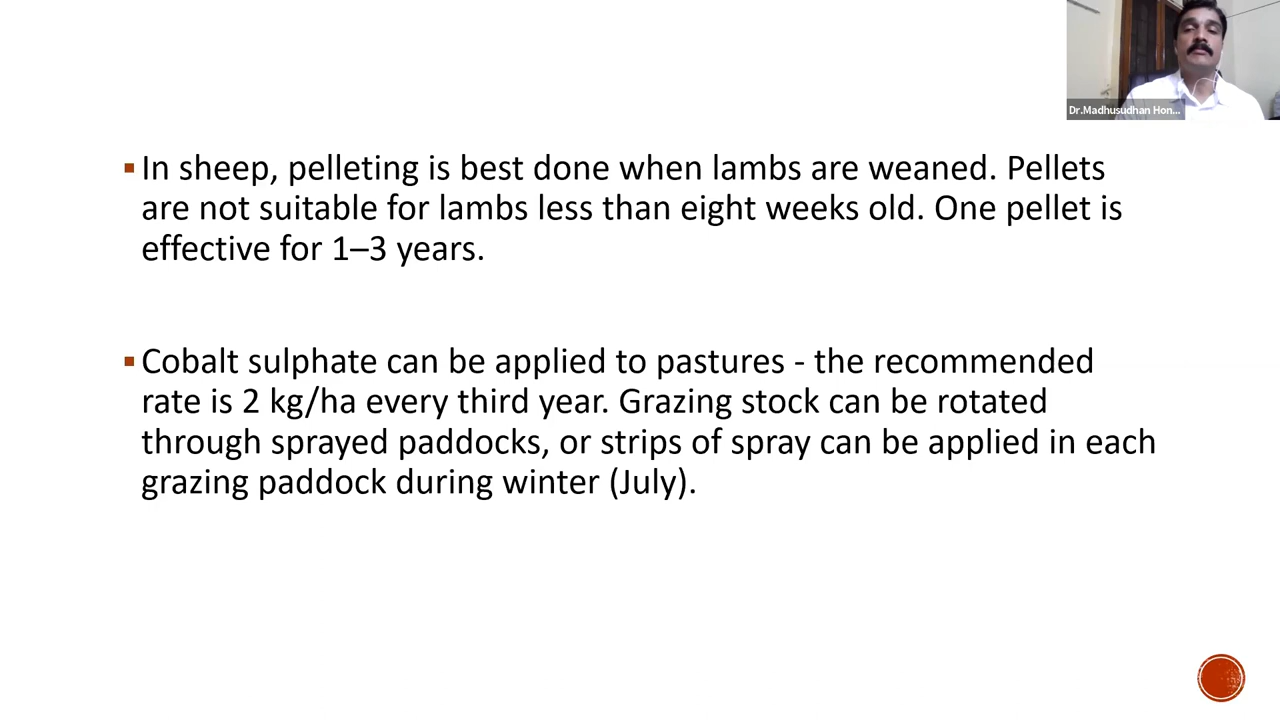 Dr.Madhusudhan Hon...
▪In sheep, pelleting is best done when lambs are weaned. Pellets
are not suitable for lambs less than eight weeks old. One pellet is
effective for 1–3 years.
▪Cobalt sulphate can be applied to pastures - the recommended
rate is 2 kg/ha every third year. Grazing stock can be rotated
through sprayed paddocks, or strips of spray can be applied in each
grazing paddock during winter (July).